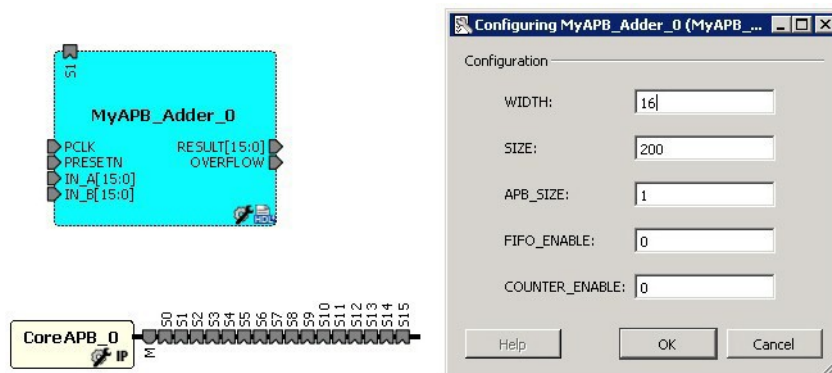 S1
MyAPB_Adder_0
PCLK RESULT[15:0]
PRESETN OVERFLOW
IN_A[15:0]
IN_B[15:0]
HDL
CoreAPB_0
IP
M S0 S1 S2 S3 S4 S5 S6 S7 S8 S9 S10 S11 S12 S13 S14 S15
Configuring MyAPB_Adder_0 (MyAPB_...
Configuration
WIDTH: 16
SIZE: 200
APB_SIZE: 1
FIFO_ENABLE: 0
COUNTER_ENABLE: 0
Help OK Cancel